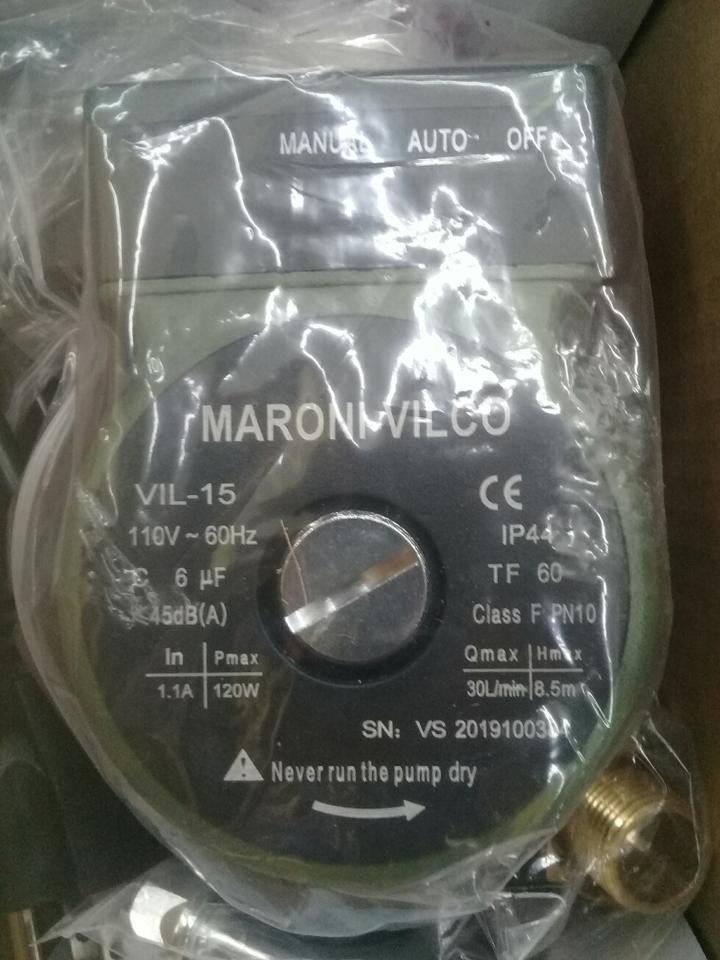 MANUAL AUTO OFF
MARONI-VILCO
VIL-15
CE
110V ~ 60Hz
IP44
C 6 µF
TF 60
45dB(A)
Class F PN10
In Pmax
Qmax Hmax
1.1A 120W
30L/min 8.5m
SN: VS
Never run the pump dry